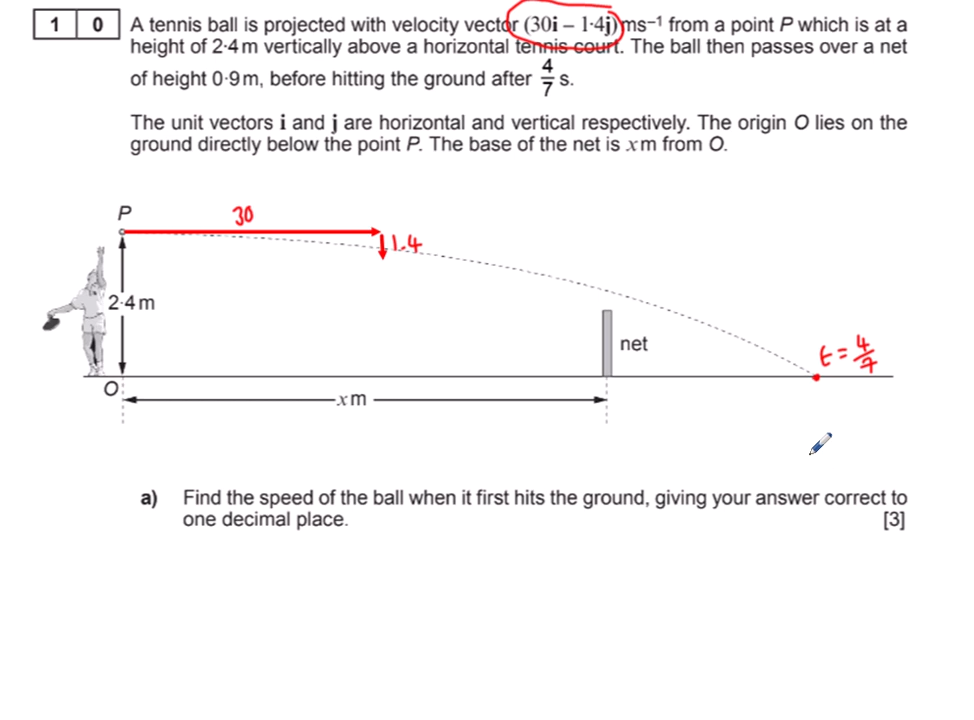 1 0 A tennis ball is projected with velocity vector (30i – 1·4j) ms⁻¹ from a point P which is at a
height of 2·4 m vertically above a horizontal tennis court. The ball then passes over a net
of height 0·9 m, before hitting the ground after 4/7 s.
The unit vectors i and j are horizontal and vertical respectively. The origin O lies on the
ground directly below the point P. The base of the net is x m from O.
P
30
1.4
2·4 m
net
t = 4/7
O
x m
a) Find the speed of the ball when it first hits the ground, giving your answer correct to
one decimal place. [3]